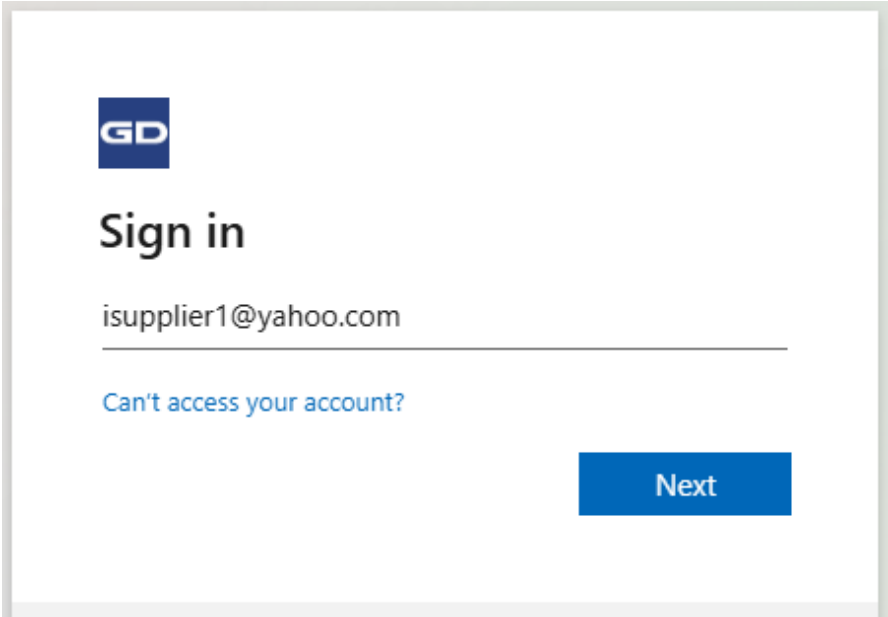 GD
Sign in
isupplier1@yahoo.com
Can't access your account?
Next